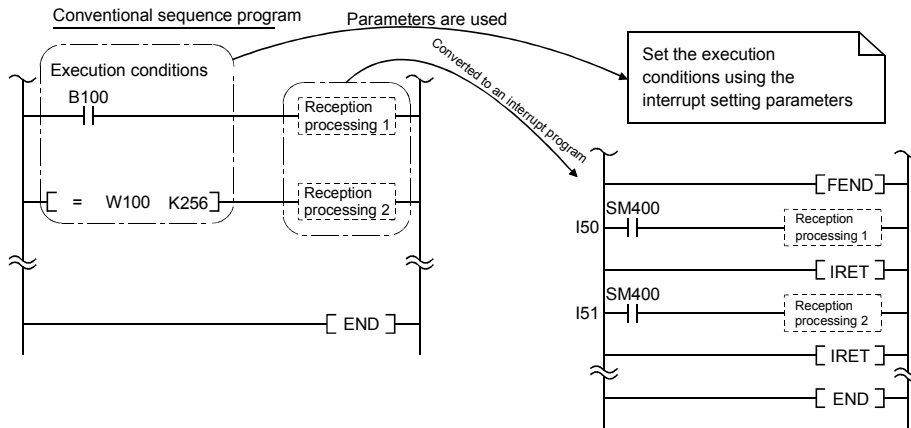 Conventional sequence program
Parameters are used
Execution conditions
B100
Reception
processing 1
= W100 K256
Reception
processing 2
END
Converted to an interrupt program
Set the execution
conditions using the
interrupt setting parameters
FEND
I50
SM400
Reception
processing 1
IRET
I51
SM400
Reception
processing 2
IRET
END